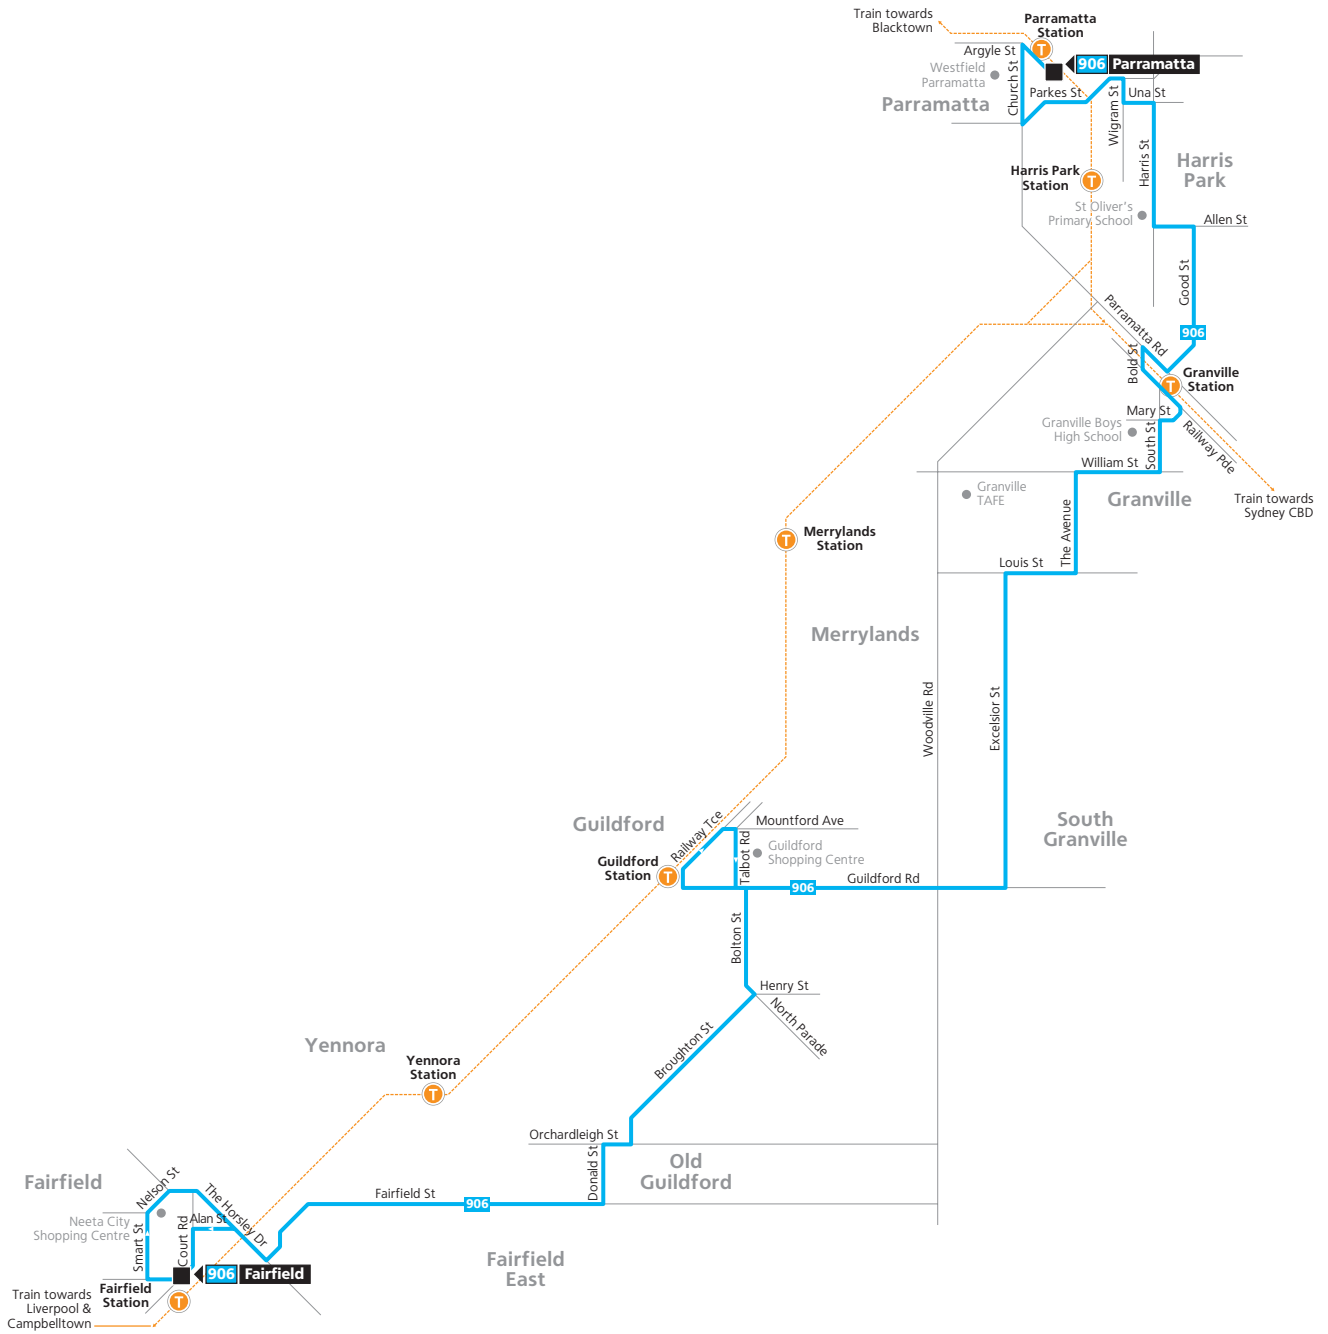 Train towards
Blacktown
Parramatta
Station
T
Argyle St
906 Parramatta
Westfield
Parramatta
Church St
Parkes St
Wigram St
Una St
Parramatta
Harris St
Harris
Park
Harris Park
Station
T
St Oliver's
Primary School
Allen St
Good St
Parramatta Rd
906
Bold St
Granville
Station
T
Mary St
Granville Boys
High School
South St
Railway Pde
William St
Granville
TAFE
Granville
Train towards
Sydney CBD
The Avenue
Merrylands
Station
T
Louis St
Merrylands
Woodville Rd
Excelsior St
South
Granville
Guildford
Railway Tce
Mountford Ave
Talbot Rd
Guildford
Shopping Centre
Guildford
Station
T
906
Guildford Rd
Bolton St
Henry St
North Parade
Broughton St
Yennora
Yennora
Station
T
Orchardleigh St
Donald St
Old
Guildford
Fairfield
Nelson St
The Horsley Dr
Fairfield St
906
Neeta City
Shopping Centre
Alan St
Smart St
Court Rd
Fairfield
East
906 Fairfield
Fairfield
Station
T
Train towards
Liverpool &
Campbelltown